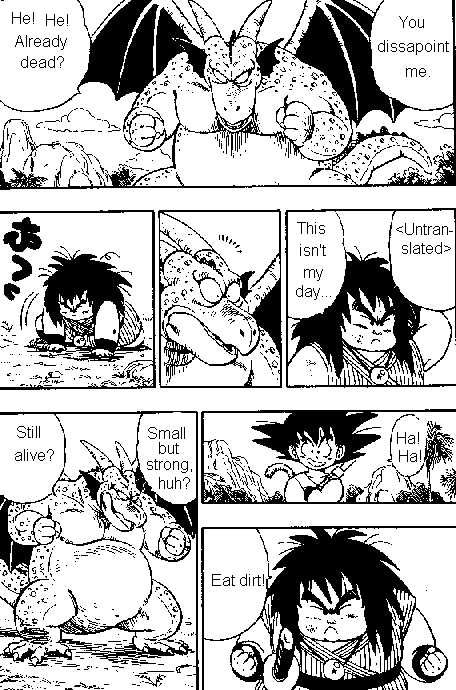 He! He!
Already
dead?
You
dissapoint
me.
This
isn't
my
day...
<Untran-
slated>
Still
alive?
Small
but
strong,
huh?
Ha!
Ha!
Eat dirt!